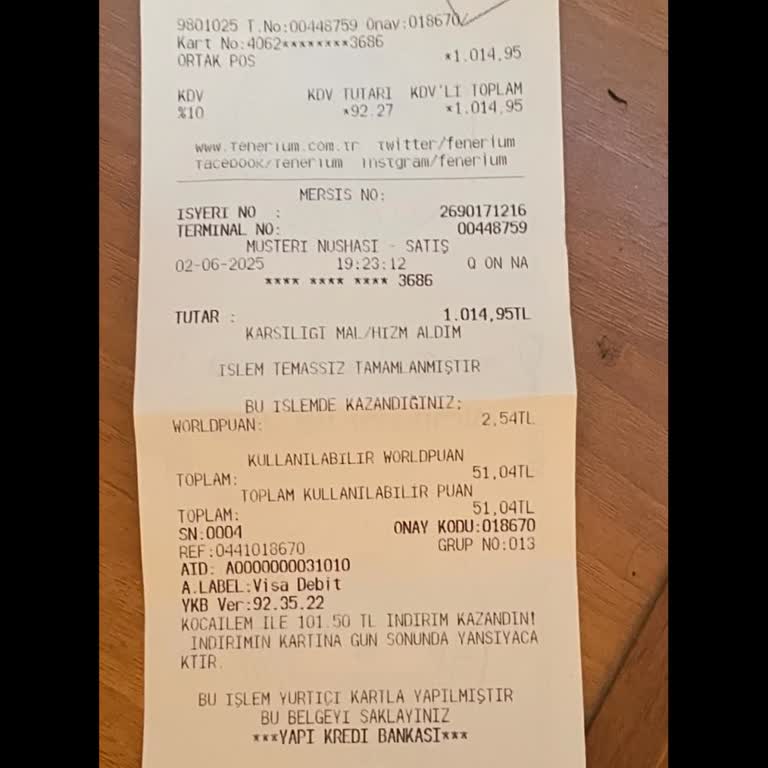 9801025 T.No:00448759 Onay:018670
Kart No:4062********3686
ORTAK POS *1.014,95
KDV KDV TUTARI KDV'LI TOPLAM
%10 *92.27 *1.014,95
www.fenerium.com.tr twitter/fenerium
facebook/fenerium instgram/fenerium
MERSIS NO:
ISYERI NO : 2690171216
TERMINAL NO: 00448759
MUSTERI NUSHASI - SATIŞ
02-06-2025 19:23:12 Q ON NA
**** **** **** 3686
TUTAR : 1.014,95TL
KARSILIGI MAL/HIZM ALDIM
ISLEM TEMASSIZ TAMAMLANMIŞTIR
BU ISLEMDE KAZANDIĞINIZ:
WORLDPUAN: 2,54TL
KULLANILABILIR WORLDPUAN
TOPLAM: 51,04TL
TOPLAM KULLANILABILIR PUAN
TOPLAM: 51,04TL
SN:0004 ONAY KODU:018670
REF:0441018670 GRUP NO:013
AID: A0000000031010
A.LABEL:Visa Debit
YKB Ver:92.35.22
KOCAILEM ILE 101.50 TL INDIRIM KAZANDIN!
INDIRIMIN KARTINA GUN SONUNDA YANSIYACA
KTIR.
BU IŞLEM YURTIÇI KARTLA YAPILMIŞTIR
BU BELGEYI SAKLAYINIZ
***YAPI KREDI BANKASI***